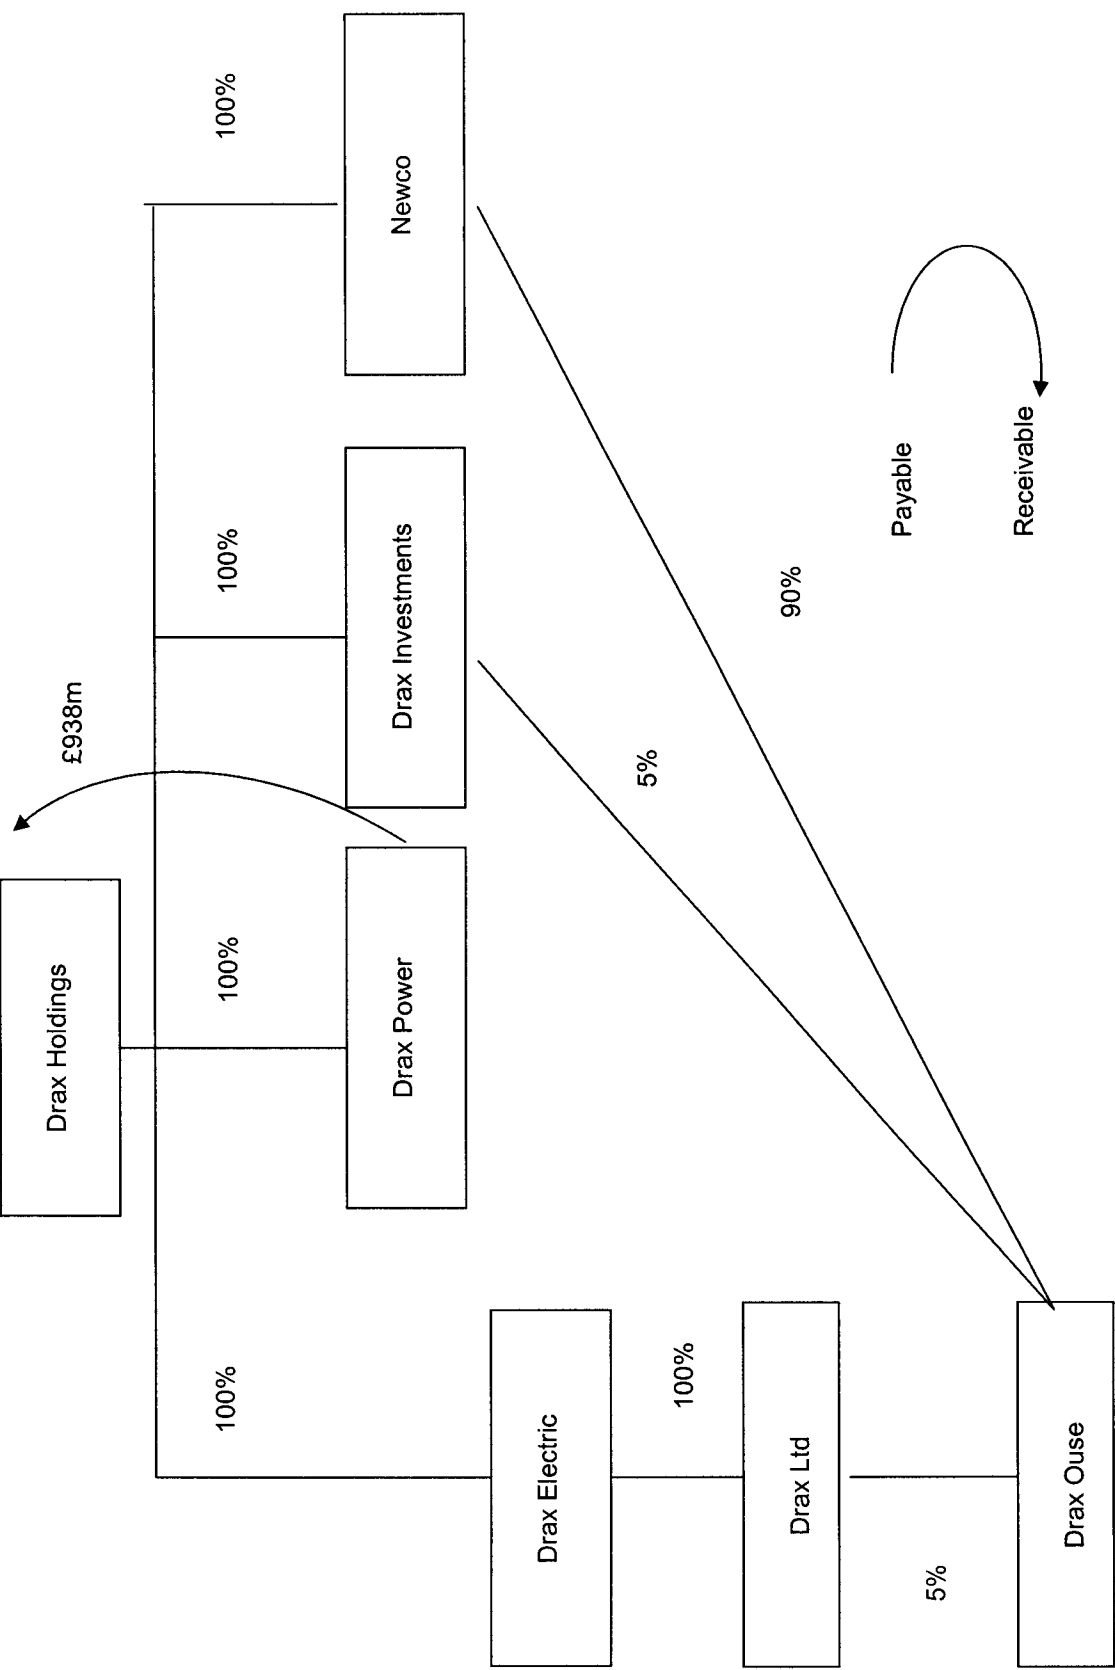 Drax Holdings
£938m
100%
100%
100%
100%
Drax Power
Drax Investments
Newco
Drax Electric
100%
5%
90%
Drax Ltd
Payable
5%
Receivable
Drax Ouse